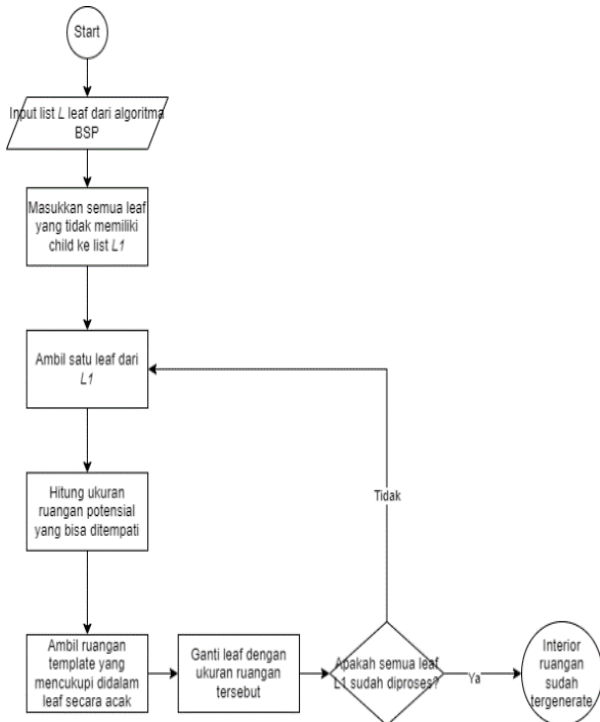 Start
Input list L leaf dari algoritma
BSP
Masukkan semua leaf
yang tidak memiliki
child ke list L1
Ambil satu leaf dari
L1
Hitung ukuran
ruangan potensial
yang bisa ditempati
Ambil ruangan
template yang
mencukupi didalam
leaf secara acak
Ganti leaf dengan
ukuran ruangan
tersebut
Apakah semua leaf
L1 sudah diproses?
Tidak
Ya
Interior
ruangan
sudah
tergenerate.